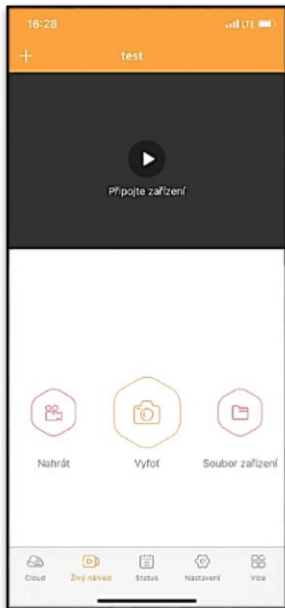 16:28 LTE
+ test
Připojte zařízení
Nahrát Vyfoť Soubor zařízení
Cloud Živý náhled Status Nastavení Více